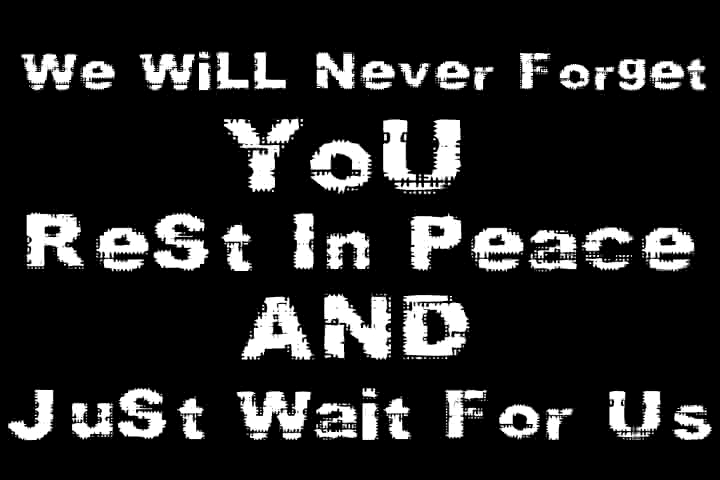 We WiLL Never Forget
YoU
ReSt In Peace
AND
JuSt Wait For Us